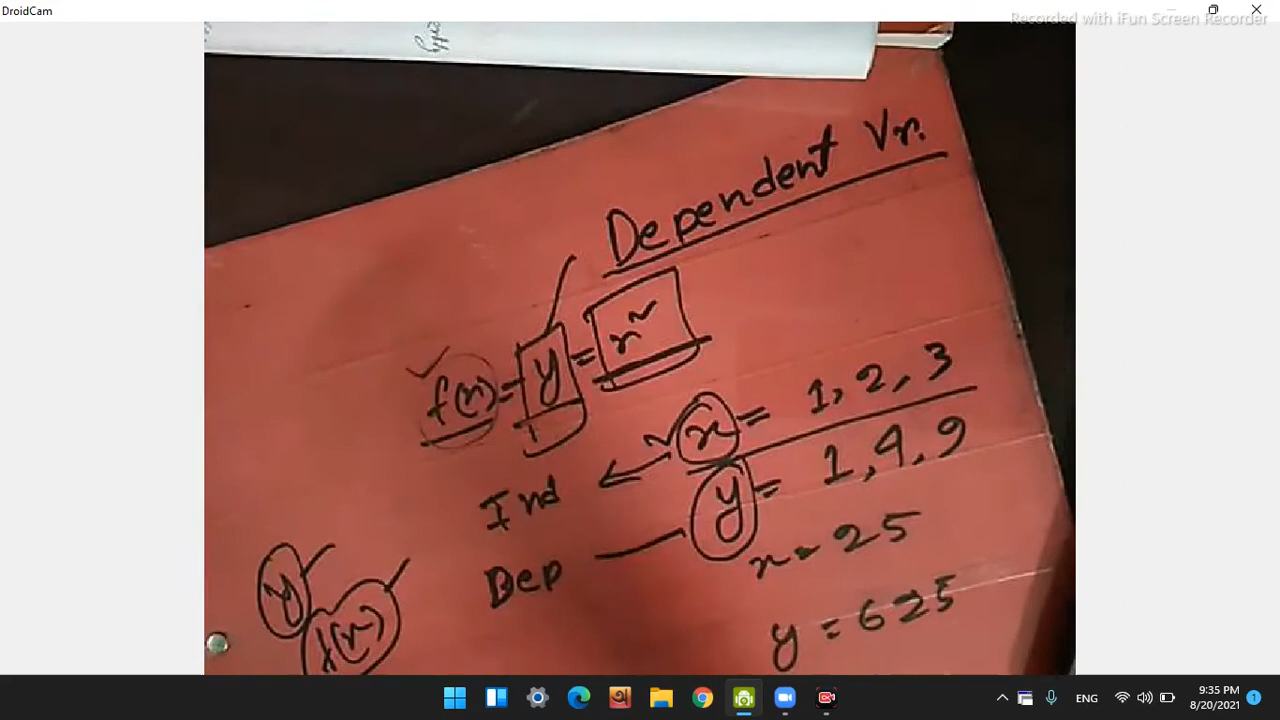 DroidCam
Recorded with iFun Screen Recorder
Dependent Vr.
f(x) = y = x²
x = 1, 2, 3
y = 1, 4, 9
Ind
Dep
x = 25
y = 625
y
f(x)
ENG
9:35 PM
8/20/2021
1